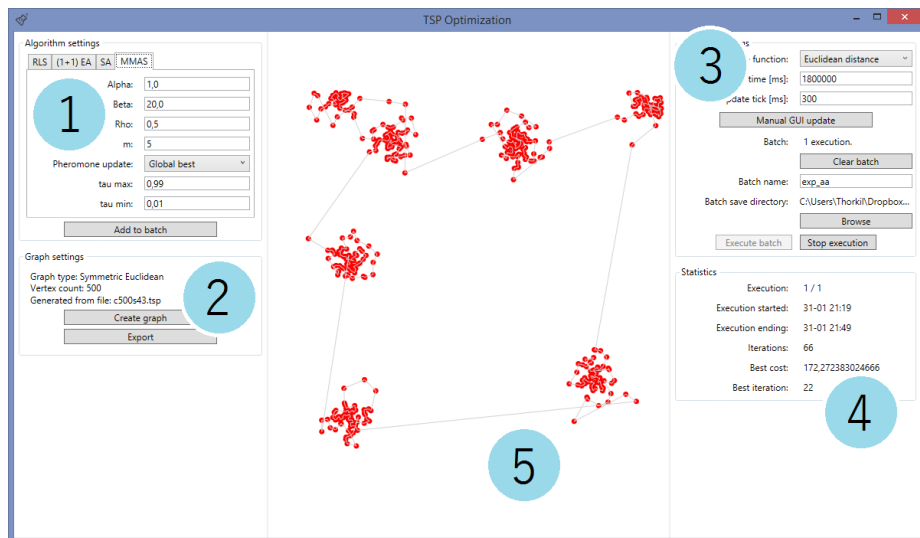 TSP Optimization
Algorithm settings
RLS (1+1) EA SA MMAS
Alpha: 1,0
Beta: 20,0
Rho: 0,5
m: 5
Pheromone update: Global best
tau max: 0,99
tau min: 0,01
Add to batch
1
Graph settings
Graph type: Symmetric Euclidean
Vertex count: 500
Generated from file: c500s43.tsp
Create graph
Export
2
5
3
function: Euclidean distance
time [ms]: 1800000
tick [ms]: 300
Manual GUI update
Batch: 1 execution.
Clear batch
Batch name: exp_aa
Batch save directory: C:\Users\Thorkil\Dropbox...
Browse
Execute batch Stop execution
Statistics
Execution: 1 / 1
Execution started: 31-01 21:19
Execution ending: 31-01 21:49
Iterations: 66
Best cost: 172,272383024666
Best iteration: 22
4